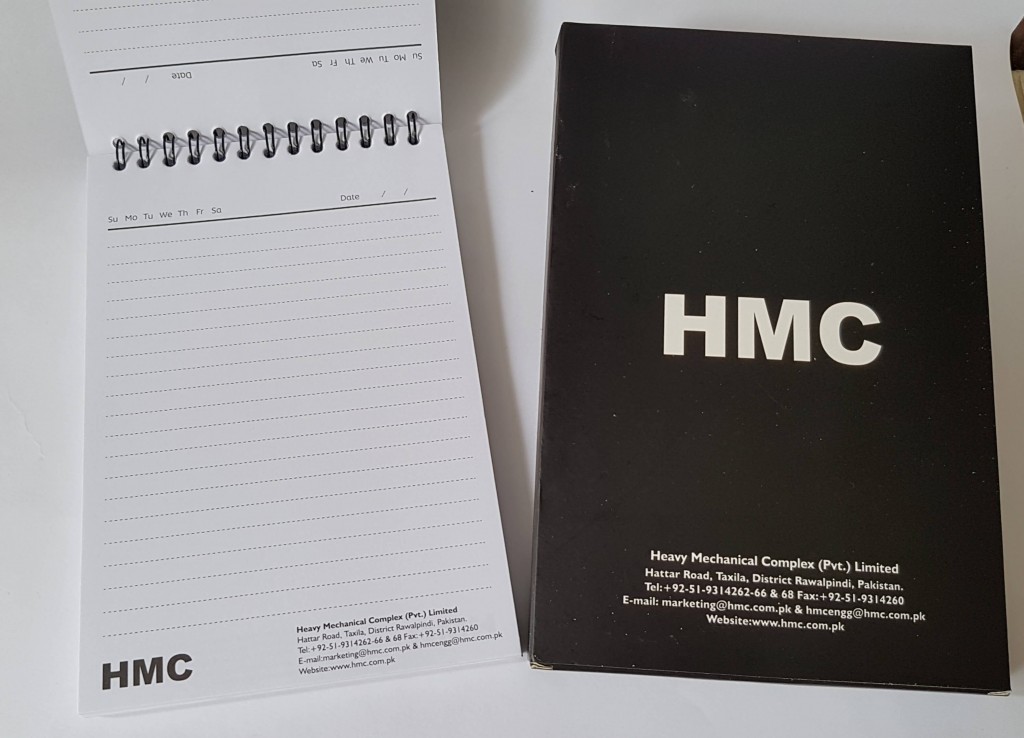 Su Mo Tu We Th Fr Sa
Date / /
Su Mo Tu We Th Fr Sa
Date / /
HMC
Heavy Mechanical Complex (Pvt.) Limited
Hattar Road, Taxila, District Rawalpindi, Pakistan.
Tel:+92-51-9314262-66 & 68 Fax:+92-51-9314260
E-mail:marketing@hmc.com.pk & hmcengg@hmc.com.pk
Website:www.hmc.com.pk
HMC
Heavy Mechanical Complex (Pvt.) Limited
Hattar Road, Taxila, District Rawalpindi, Pakistan.
Tel:+92-51-9314262-66 & 68 Fax:+92-51-9314260
E-mail: marketing@hmc.com.pk & hmcengg@hmc.com.pk
Website:www.hmc.com.pk